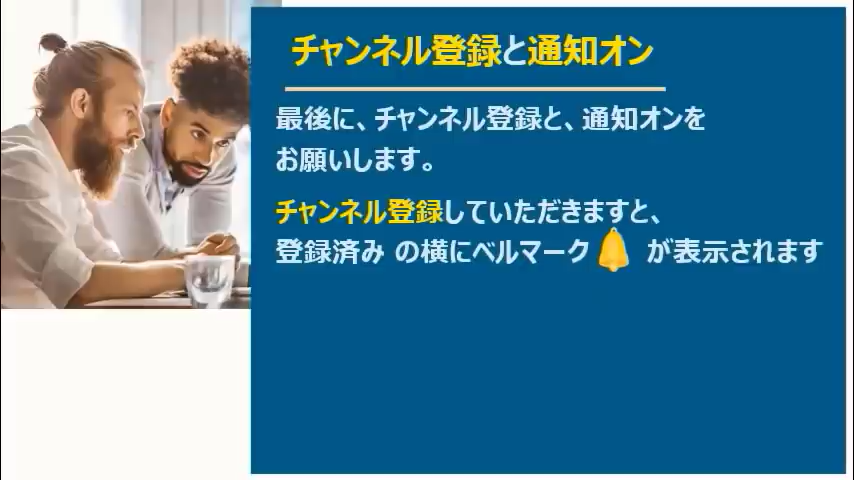 チャンネル登録と通知オン
最後に、チャンネル登録と、通知オンを
お願いします。
チャンネル登録していただきますと、
登録済み の横にベルマーク が表示されます